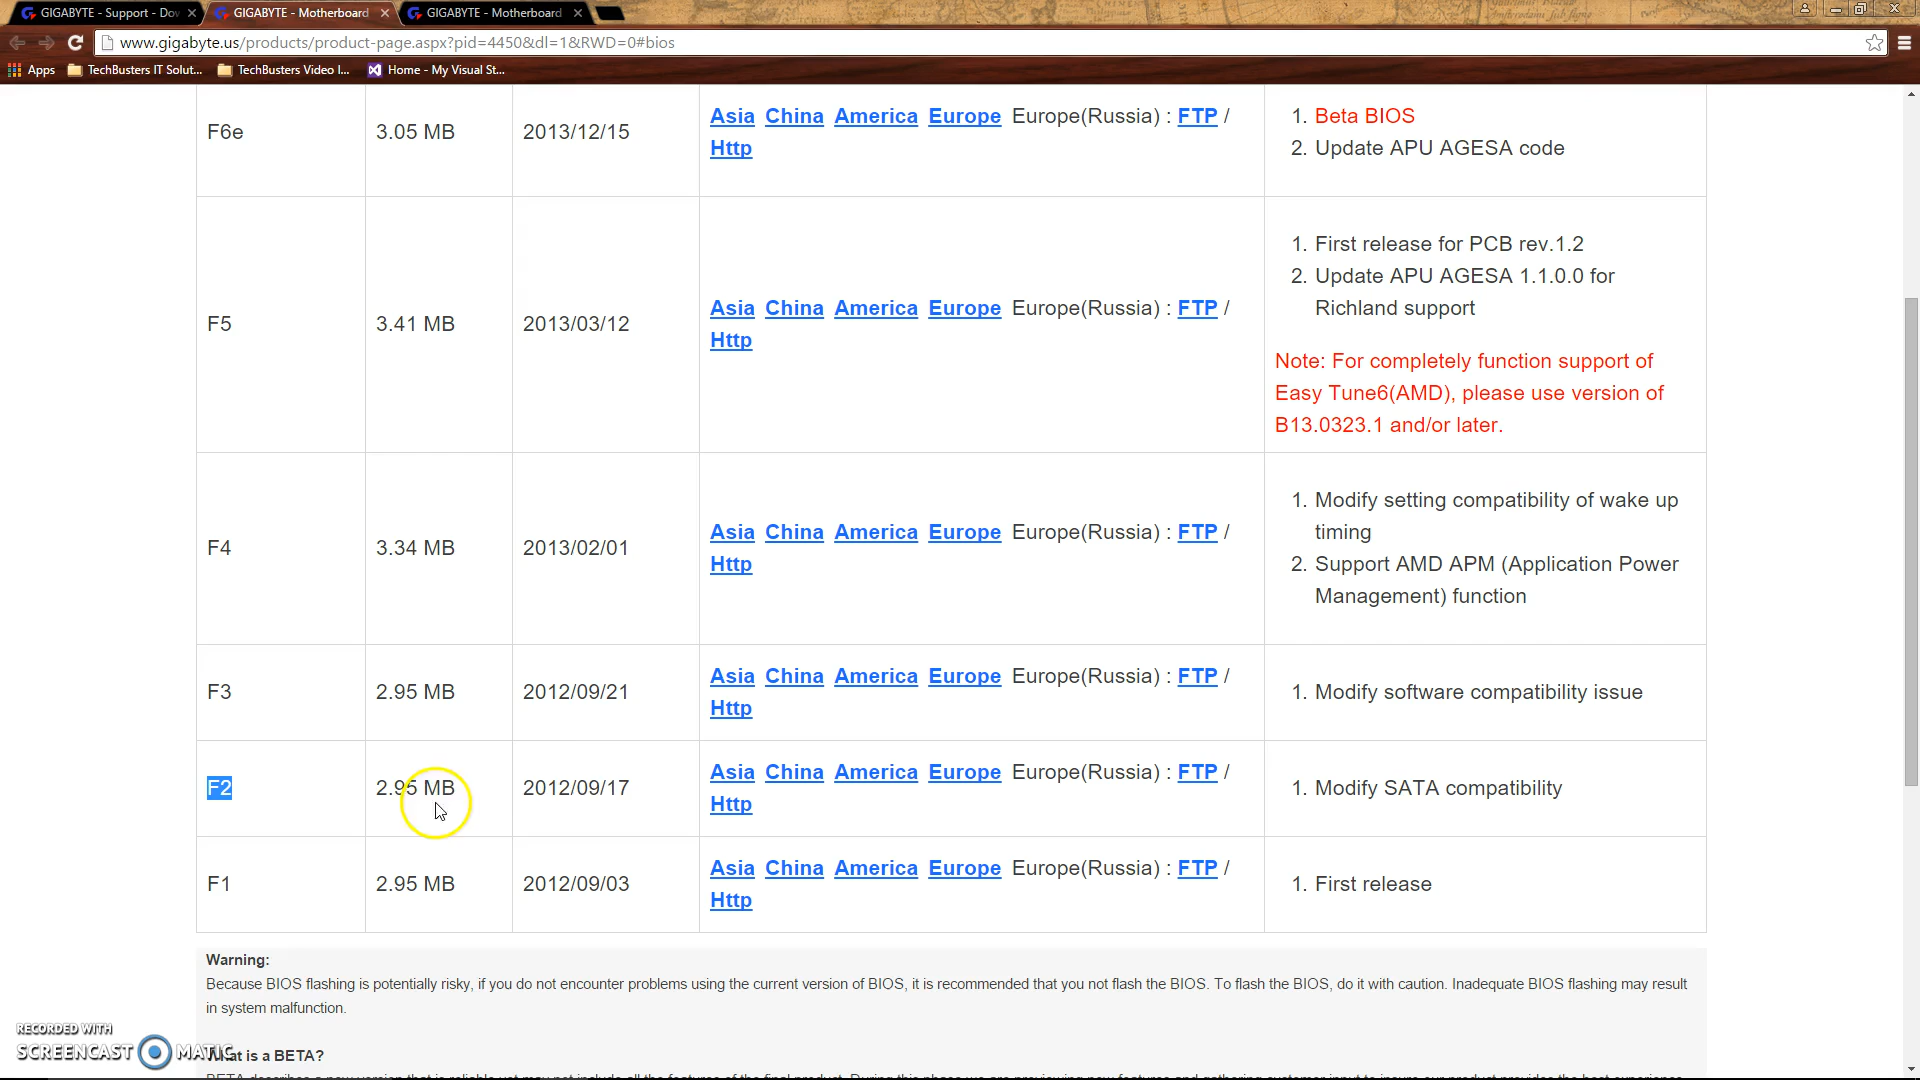 GIGABYTE - Support - Dov
GIGABYTE - Motherboard
GIGABYTE - Motherboard
www.gigabyte.us/products/product-page.aspx?pid=4450&dl=1&RWD=0#bios
Apps
TechBusters IT Solut...
TechBusters Video I...
Home - My Visual St...
F6e
3.05 MB
2013/12/15
Asia China America Europe Europe(Russia) : FTP /
Http
1. Beta BIOS
2. Update APU AGESA code
F5
3.41 MB
2013/03/12
Asia China America Europe Europe(Russia) : FTP /
Http
1. First release for PCB rev.1.2
2. Update APU AGESA 1.1.0.0 for
Richland support
Note: For completely function support of
Easy Tune6(AMD), please use version of
B13.0323.1 and/or later.
F4
3.34 MB
2013/02/01
Asia China America Europe Europe(Russia) : FTP /
Http
1. Modify setting compatibility of wake up
timing
2. Support AMD APM (Application Power
Management) function
F3
2.95 MB
2012/09/21
Asia China America Europe Europe(Russia) : FTP /
Http
1. Modify software compatibility issue
F2
2.95 MB
2012/09/17
Asia China America Europe Europe(Russia) : FTP /
Http
1. Modify SATA compatibility
F1
2.95 MB
2012/09/03
Asia China America Europe Europe(Russia) : FTP /
Http
1. First release
Warning:
Because BIOS flashing is potentially risky, if you do not encounter problems using the current version of BIOS, it is recommended that you not flash the BIOS. To flash the BIOS, do it with caution. Inadequate BIOS flashing may result
in system malfunction.
What is a BETA?
RECORDED WITH
SCREENCAST MATIC